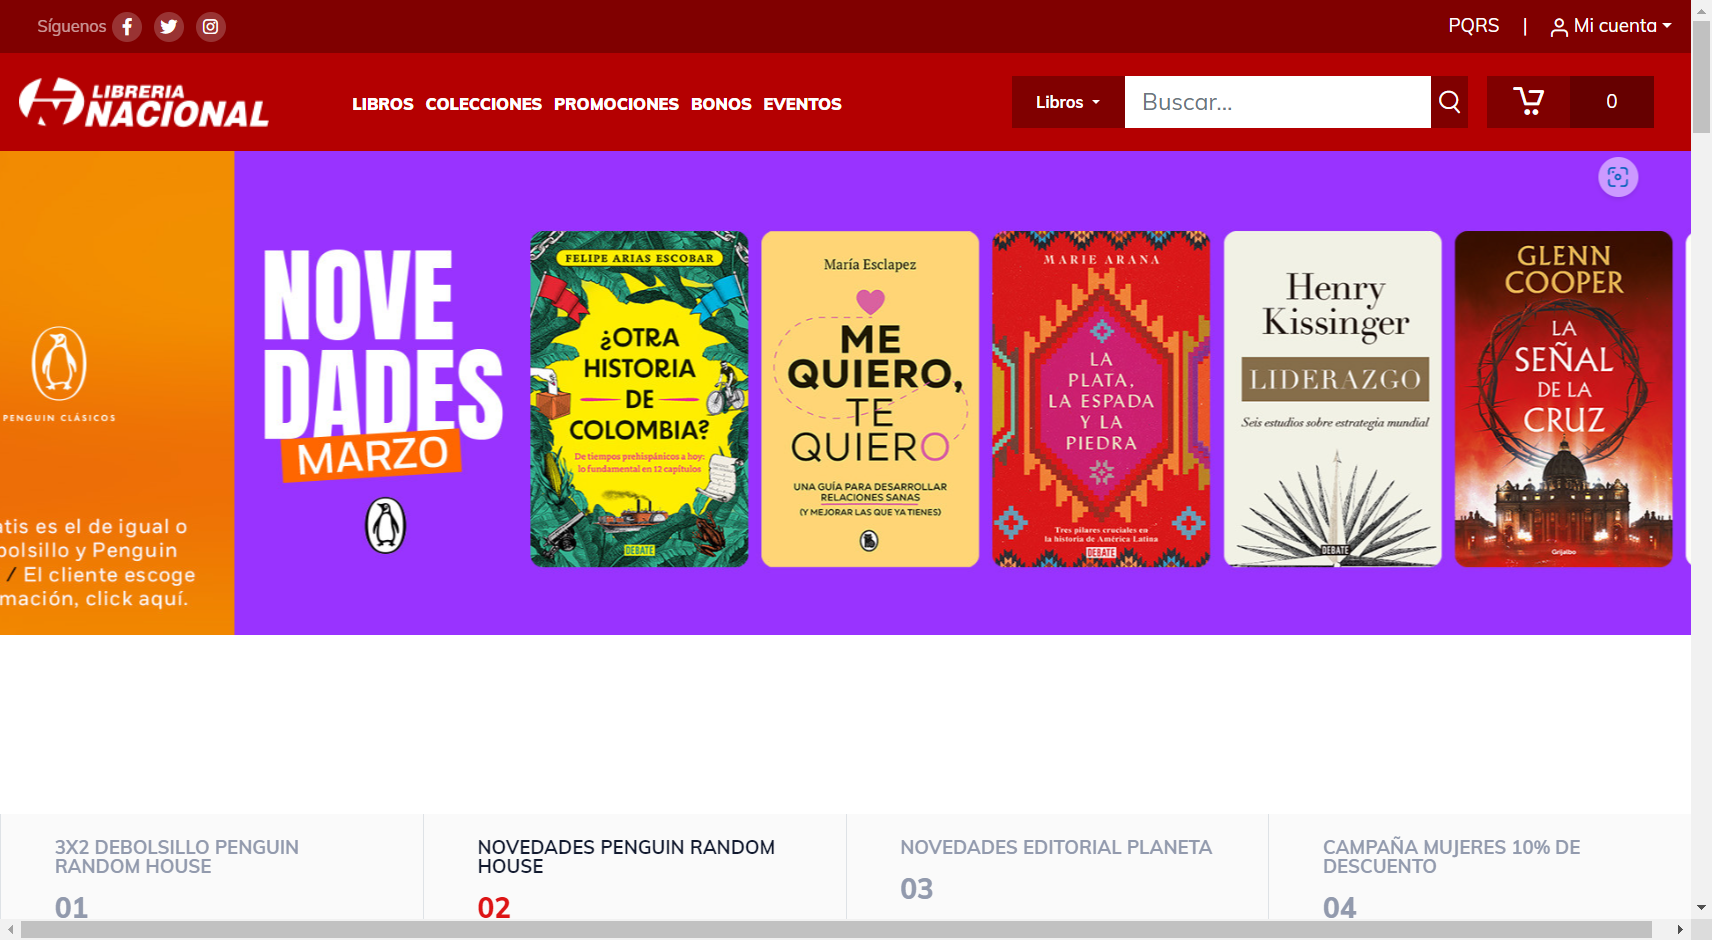 Síguenos
PQRS | Mi cuenta
LIBRERIA
NACIONAL
LIBROS COLECCIONES PROMOCIONES BONOS EVENTOS
Libros
Buscar...
0
PENGUIN CLÁSICOS
atis es el de igual o
bolsillo y Penguin
/ El cliente escoge
mación, click aquí.
NOVE
DADES
MARZO
FELIPE ARIAS ESCOBAR
¿OTRA
HISTORIA
DE
COLOMBIA?
De tiempos prehispánicos a hoy:
lo fundamental en 12 capítulos
DEBATE
María Esclapez
ME
QUIERO,
TE
QUIERO
UNA GUÍA PARA DESARROLLAR
RELACIONES SANAS
(Y MEJORAR LAS QUE YA TIENES)
MARIE ARANA
LA
PLATA,
LA ESPADA
Y LA
PIEDRA
Tres pilares cruciales en
la historia de América Latina
DEBATE
Henry
Kissinger
LIDERAZGO
Seis estudios sobre estrategia mundial
DEBATE
GLENN
COOPER
LA
SEÑAL
DE LA
CRUZ
Grijalbo
3X2 DEBOLSILLO PENGUIN
RANDOM HOUSE
01
NOVEDADES PENGUIN RANDOM
HOUSE
02
NOVEDADES EDITORIAL PLANETA
03
CAMPAÑA MUJERES 10% DE
DESCUENTO
04